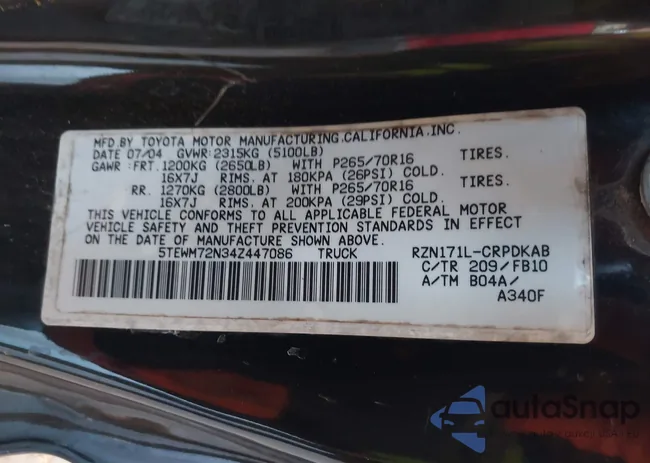 MFD.BY TOYOTA MOTOR MANUFACTURING.CALIFORNIA.INC.
DATE 07/04 GVWR:2315KG (5100LB)
GAWR:FRT.1200KG (2650LB) WITH P265/70R16 TIRES.
16X7J RIMS. AT 180KPA (26PSI) COLD.
RR. 1270KG (2800LB) WITH P265/70R16 TIRES.
16X7J RIMS. AT 200KPA (29PSI) COLD.
THIS VEHICLE CONFORMS TO ALL APPLICABLE FEDERAL MOTOR
VEHICLE SAFETY AND THEFT PREVENTION STANDARDS IN EFFECT
ON THE DATE OF MANUFACTURE SHOWN ABOVE.
5TEWM72N34Z447086 TRUCK RZN171L-CRPDKAB
C/TR 209/FB10
A/TM B04A/
A340F
autoSnap